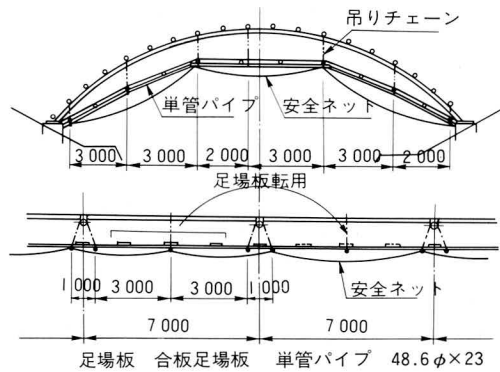 吊りチェーン
単管パイプ
安全ネット
3 000 3 000 2 000 3 000 3 000 2 000
足場板転用
1 000 3 000 3 000 1 000
安全ネット
7 000 7 000
足場板 合板足場板 単管パイプ 48.6φ×23